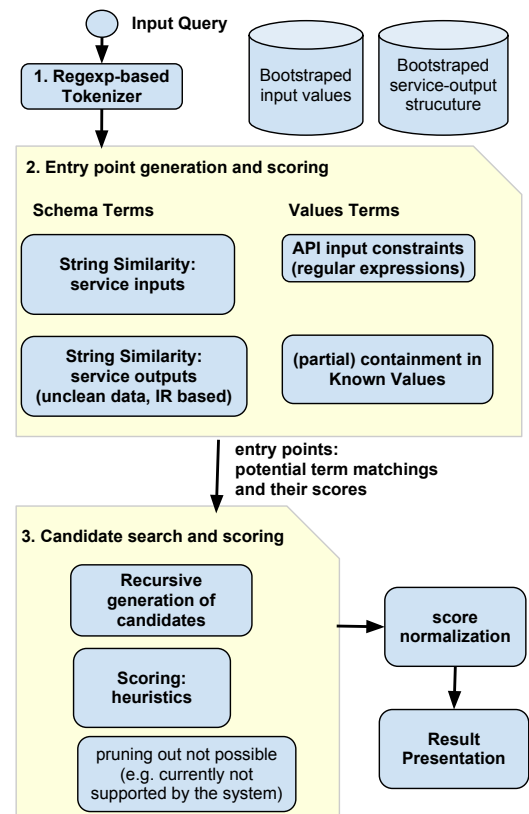 Input Query
1. Regexp-based
Tokenizer
Bootstraped
input values
Bootstraped
service-output
strucuture
2. Entry point generation and scoring
Schema Terms
Values Terms
String Similarity:
service inputs
API input constraints
(regular expressions)
String Similarity:
service outputs
(unclean data, IR based)
(partial) containment in
Known Values
entry points:
potential term matchings
and their scores
3. Candidate search and scoring
Recursive
generation of
candidates
Scoring:
heuristics
pruning out not possible
(e.g. currently not
supported by the system)
score
normalization
Result
Presentation